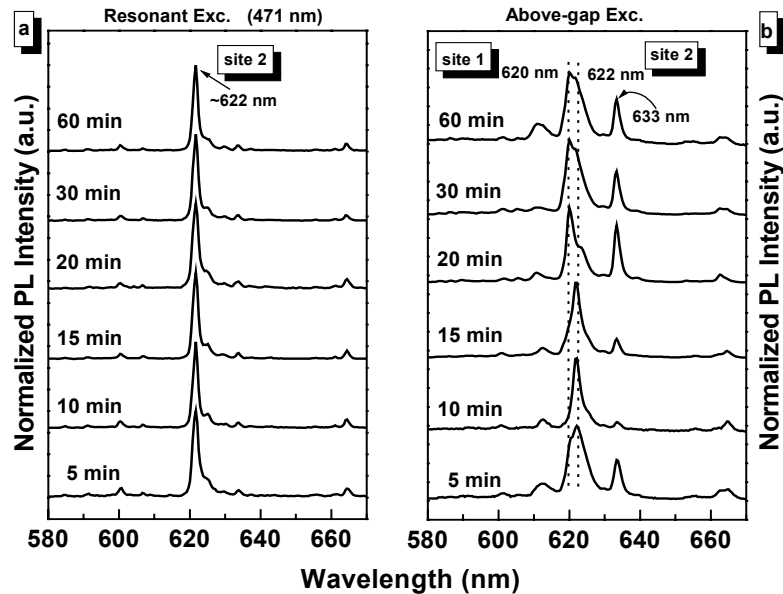 a
Resonant Exc. (471 nm)
Above-gap Exc.
b
Normalized PL Intensity (a.u.)
site 2
~622 nm
60 min
30 min
20 min
15 min
10 min
5 min
580 600 620 640 660
site 1
620 nm
622 nm
site 2
633 nm
60 min
30 min
20 min
15 min
10 min
5 min
580 600 620 640 660
Normalized PL Intensity (a.u.)
Wavelength (nm)